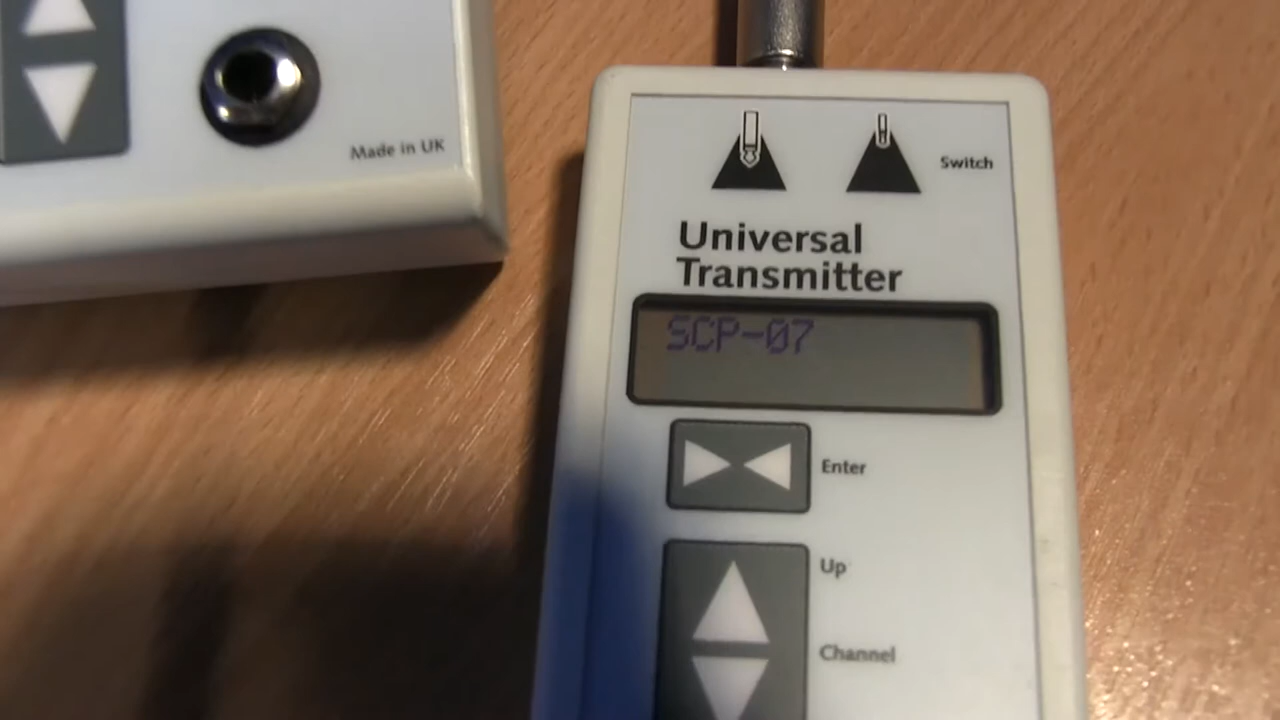 Made in UK
Switch
Universal
Transmitter
SCP-07
Enter
Up
Channel